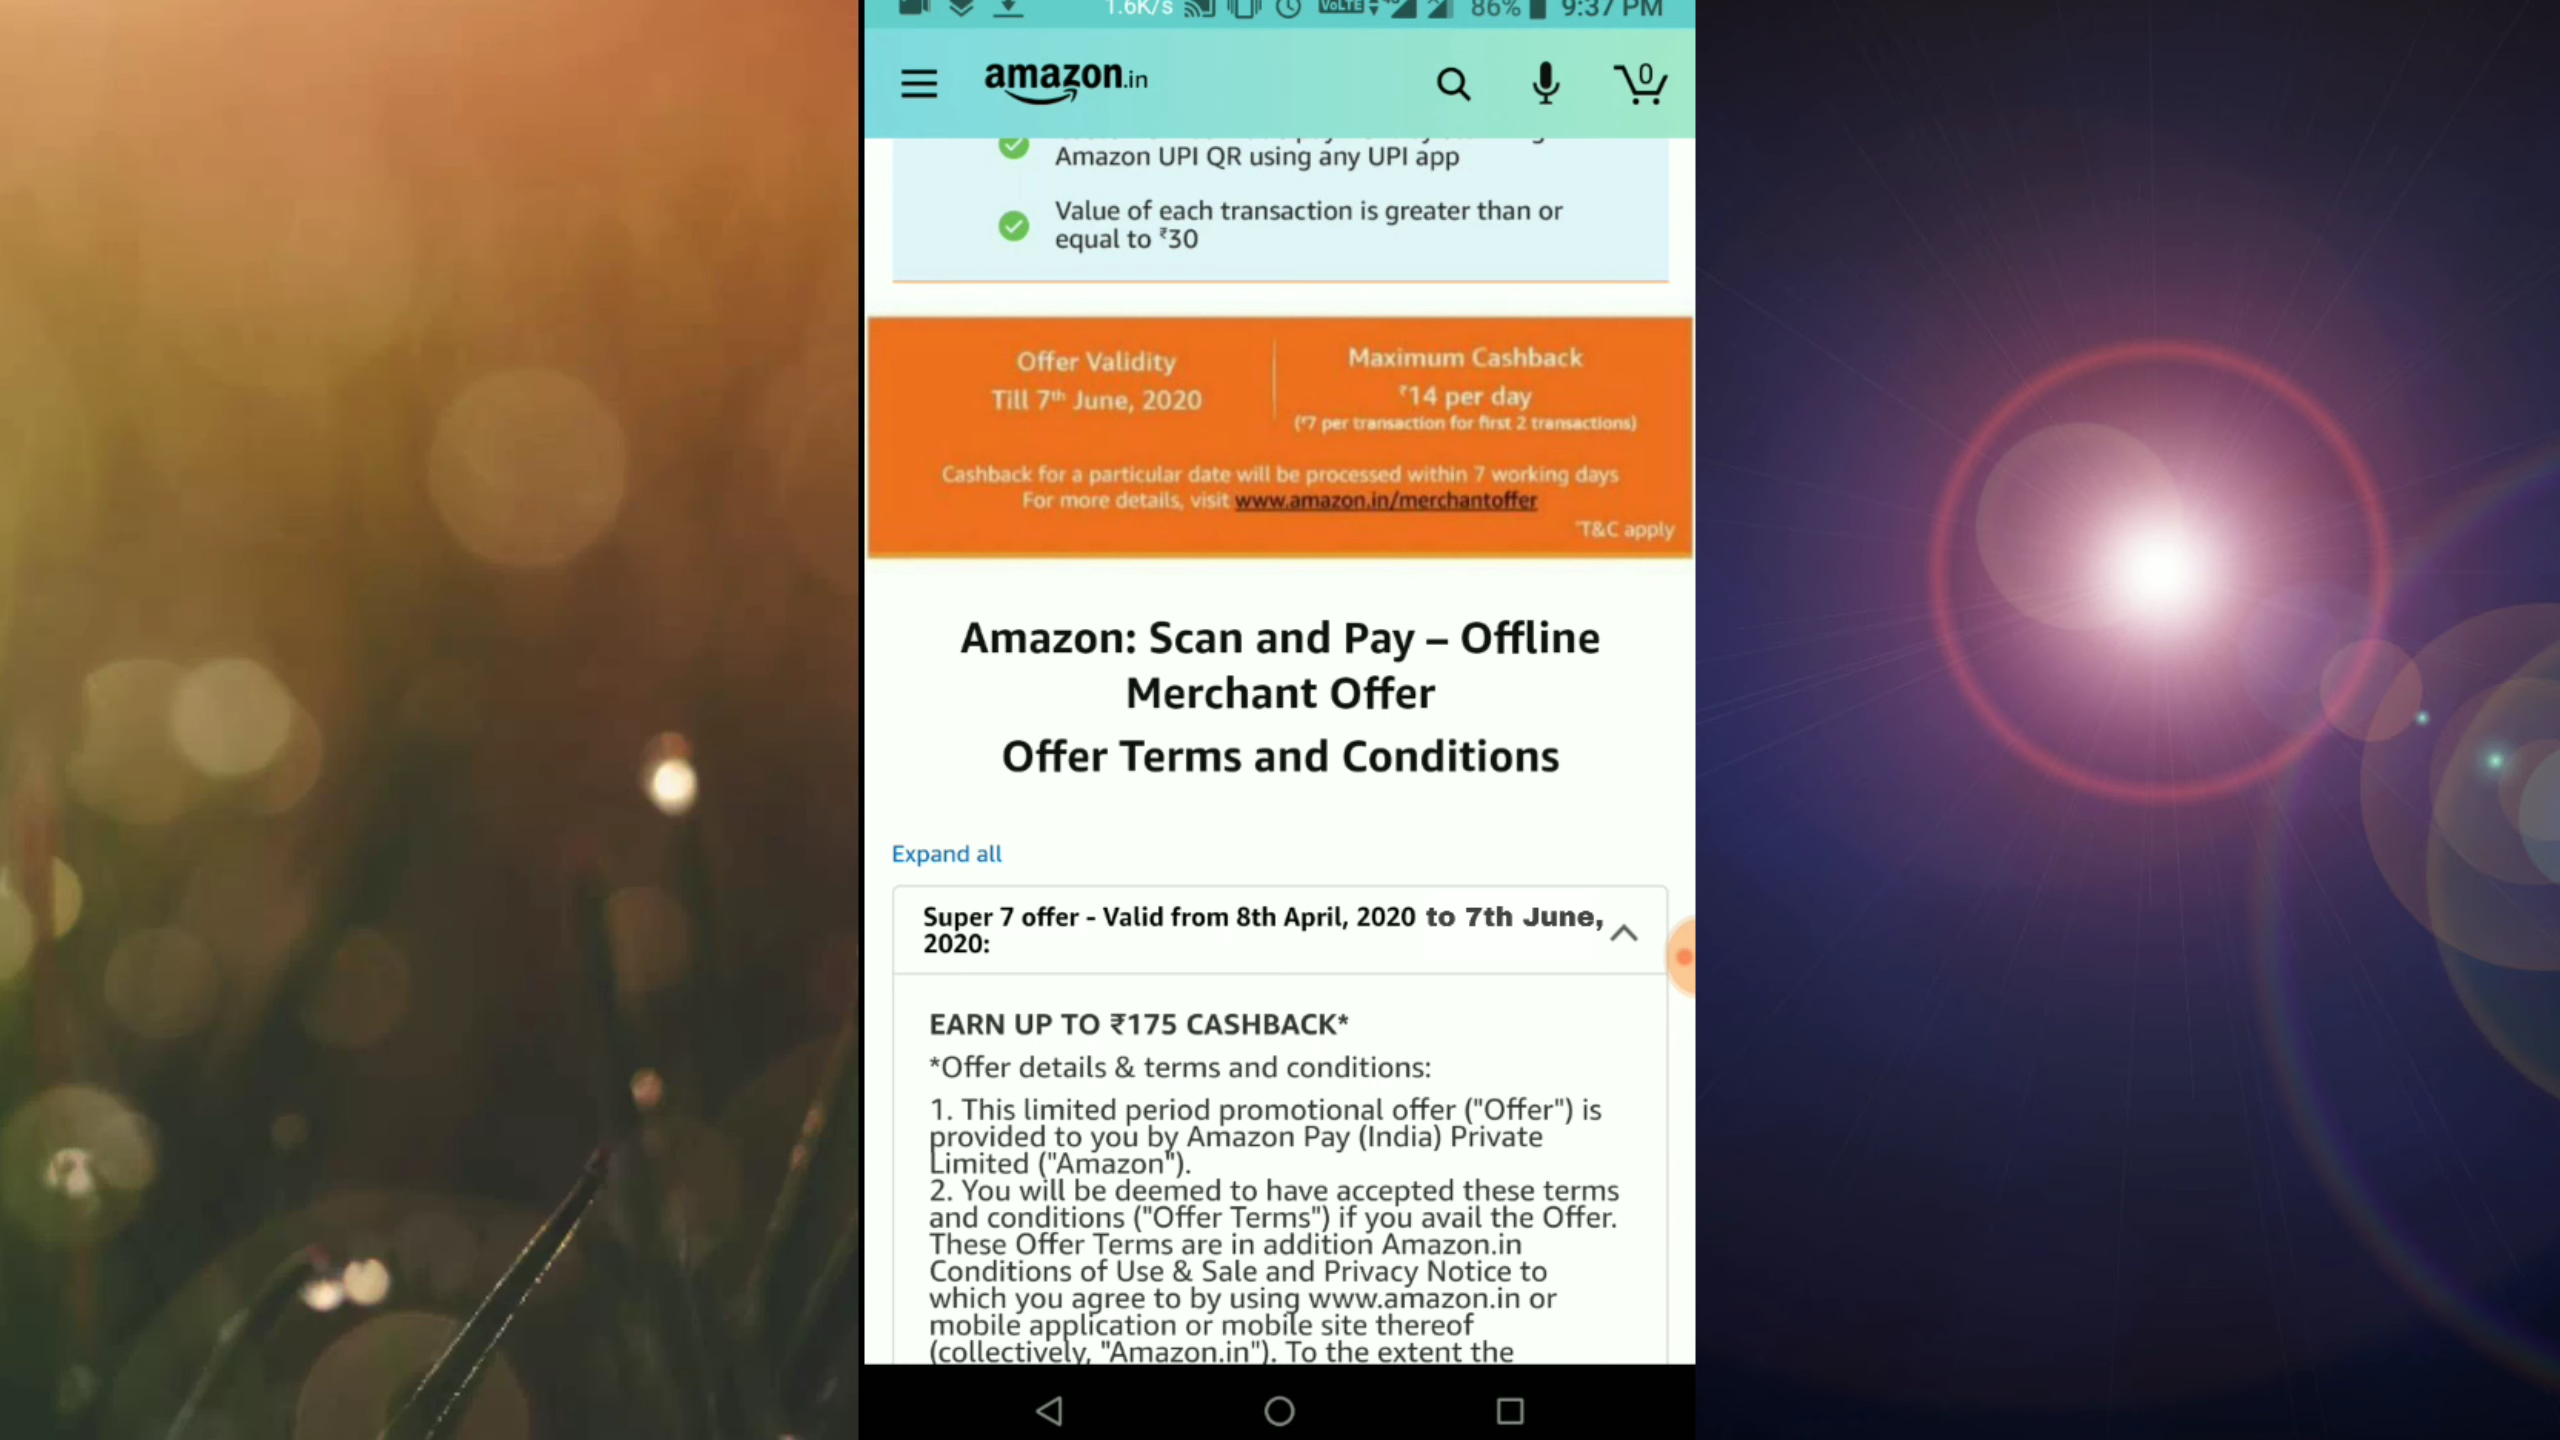 1.6K/s VoLTE 86% 9:37 PM
amazon.in
0
Amazon UPI QR using any UPI app
Value of each transaction is greater than or
equal to ₹30
Offer Validity
Till 7th June, 2020
Maximum Cashback
₹14 per day
(₹7 per transaction for first 2 transactions)
Cashback for a particular date will be processed within 7 working days
For more details, visit www.amazon.in/merchantoffer
*T&C apply
Amazon: Scan and Pay – Offline
Merchant Offer
Offer Terms and Conditions
Expand all
Super 7 offer - Valid from 8th April, 2020 to 7th June,
2020:
EARN UP TO ₹175 CASHBACK*
*Offer details & terms and conditions:
1. This limited period promotional offer ("Offer") is
provided to you by Amazon Pay (India) Private
Limited ("Amazon").
2. You will be deemed to have accepted these terms
and conditions ("Offer Terms") if you avail the Offer.
These Offer Terms are in addition Amazon.in
Conditions of Use & Sale and Privacy Notice to
which you agree to by using www.amazon.in or
mobile application or mobile site thereof
(collectively, "Amazon.in"). To the extent the